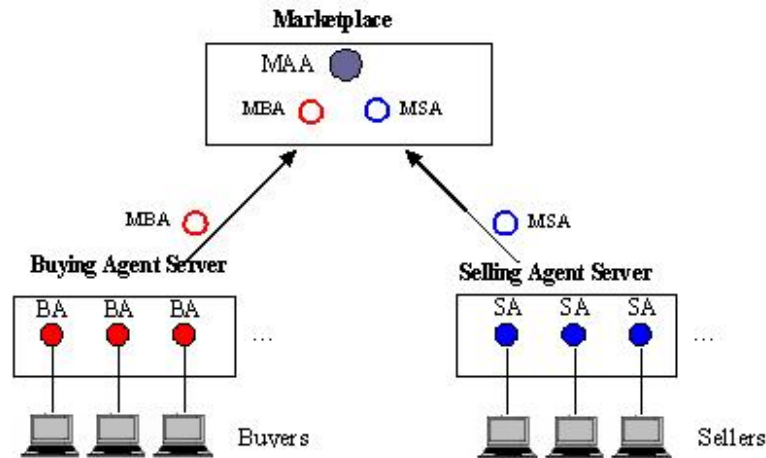 Marketplace
MAA
MBA MSA
MBA MSA
Buying Agent Server Selling Agent Server
BA BA BA SA SA SA
... ...
Buyers Sellers